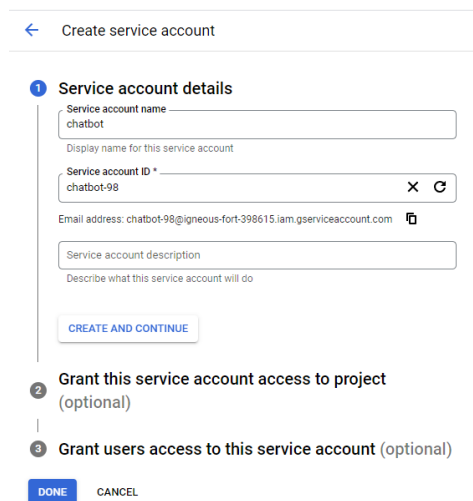 Create service account
1
Service account details
Service account name
chatbot
Display name for this service account
Service account ID *
chatbot-98
Email address: chatbot-98@igneous-fort-398615.iam.gserviceaccount.com
Service account description
Describe what this service account will do
CREATE AND CONTINUE
2
Grant this service account access to project
(optional)
3
Grant users access to this service account (optional)
DONE CANCEL